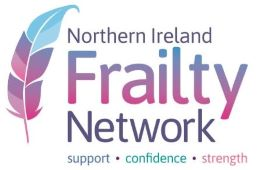 Northern Ireland
Frailty
Network
support • confidence • strength